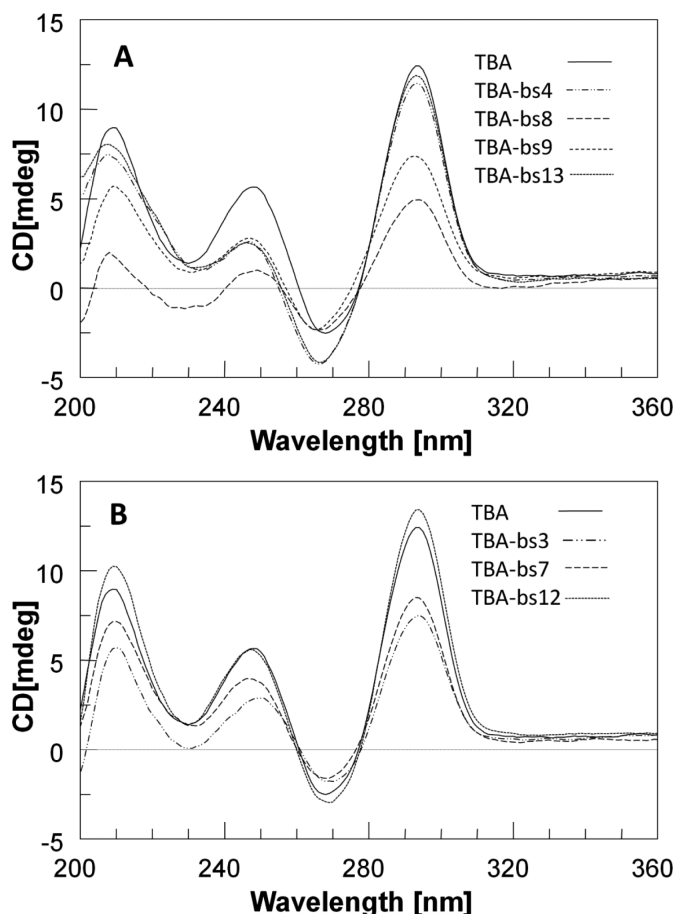 15
A
TBA
TBA-bs4
TBA-bs8
TBA-bs9
TBA-bs13
10
5
0
-5
CD[mdeg]
200 240 280 320 360
Wavelength [nm]
15
B
TBA
TBA-bs3
TBA-bs7
TBA-bs12
10
5
0
-5
CD[mdeg]
200 240 280 320 360
Wavelength [nm]